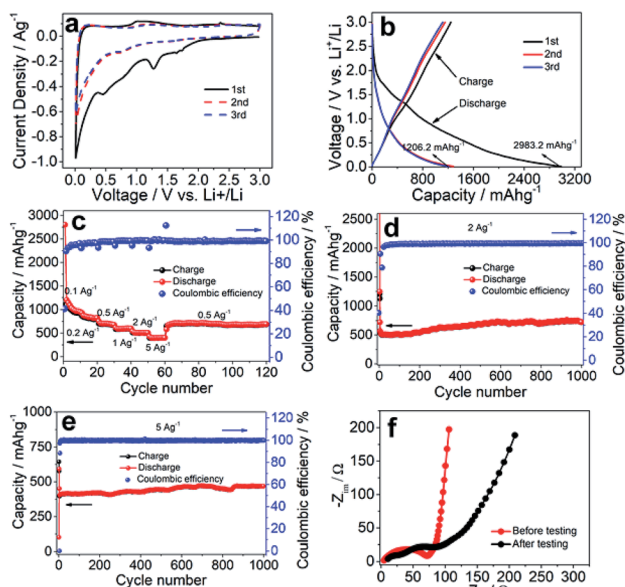 a
Current Density / Ag-1
0.0
-0.2
-0.4
-0.6
-0.8
-1.0
1st
2nd
3rd
0.0 0.5 1.0 1.5 2.0 2.5 3.0
Voltage / V vs. Li+/Li
b
Voltage / V vs. Li+/Li
3.0
2.5
2.0
1.5
1.0
0.5
0.0
1st
2nd
3rd
Charge
Discharge
1206.2 mAhg-1
2983.2 mAhg-1
0 600 1200 1800 2400 3000
Capacity / mAhg-1
c
Capacity / mAhg-1
3000
2500
2000
1500
1000
500
0
Charge
Discharge
Coulombic efficiency
0.1 Ag-1
0.2 Ag-1
0.5 Ag-1
1 Ag-1
2 Ag-1
5 Ag-1
0.5 Ag-1
0 20 40 60 80 100 120
Cycle number
120
100
80
60
40
20
0
Coulombic efficiency / %
d
Capacity / mAhg-1
2500
2000
1500
1000
500
0
2 Ag-1
Charge
Discharge
Coulombic efficiency
0 200 400 600 800 1000
Cycle number
120
100
80
60
40
20
0
Coulombic efficiency / %
e
Capacity / mAhg-1
1000
750
500
250
0
5 Ag-1
Charge
Discharge
Coulombic efficiency
0 200 400 600 800 1000
Cycle number
120
100
80
60
40
20
0
Coulombic efficiency / %
f
-Zim / Ω
200
150
100
50
0
Before testing
After testing
0 50 100 150 200 250 300